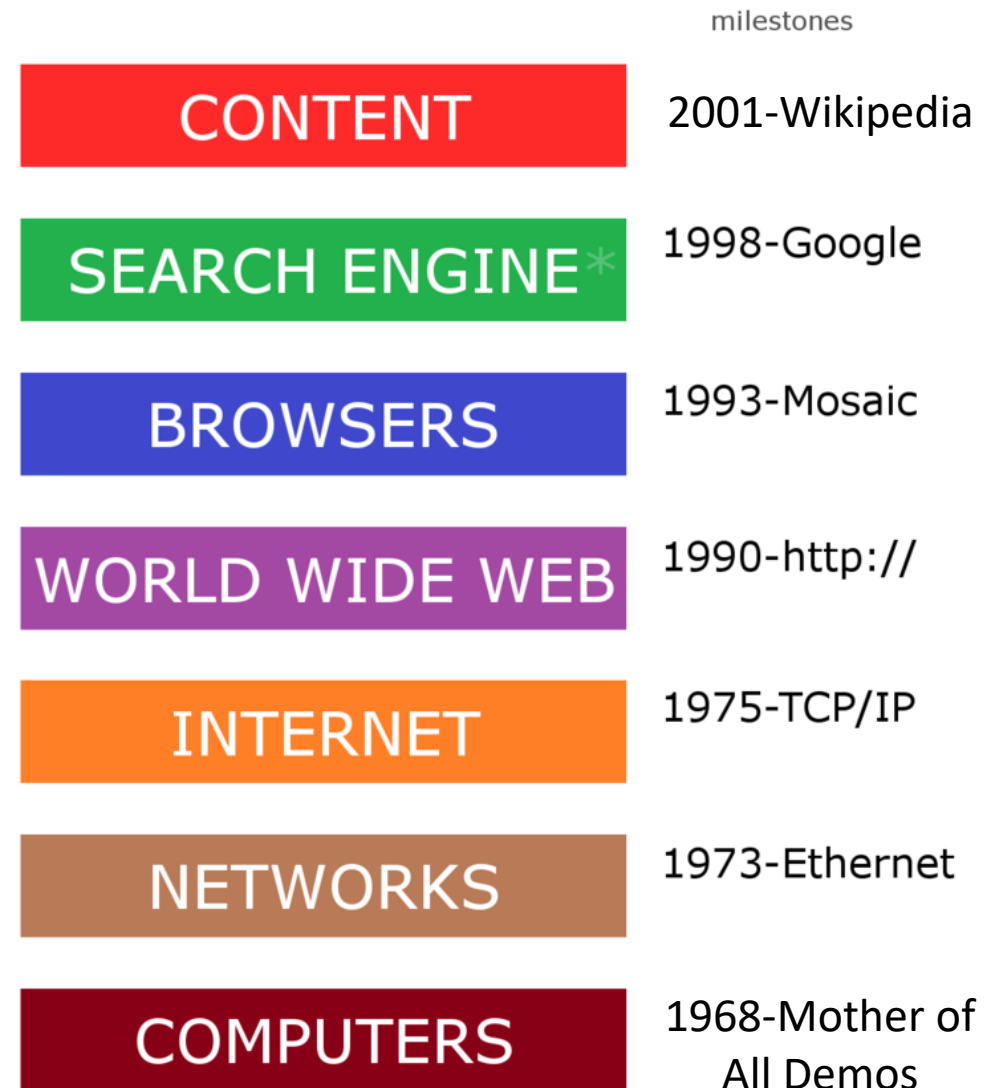 milestones
CONTENT
2001-Wikipedia
SEARCH ENGINE*
1998-Google
BROWSERS
1993-Mosaic
WORLD WIDE WEB
1990-http://
INTERNET
1975-TCP/IP
NETWORKS
1973-Ethernet
COMPUTERS
1968-Mother of
All Demos